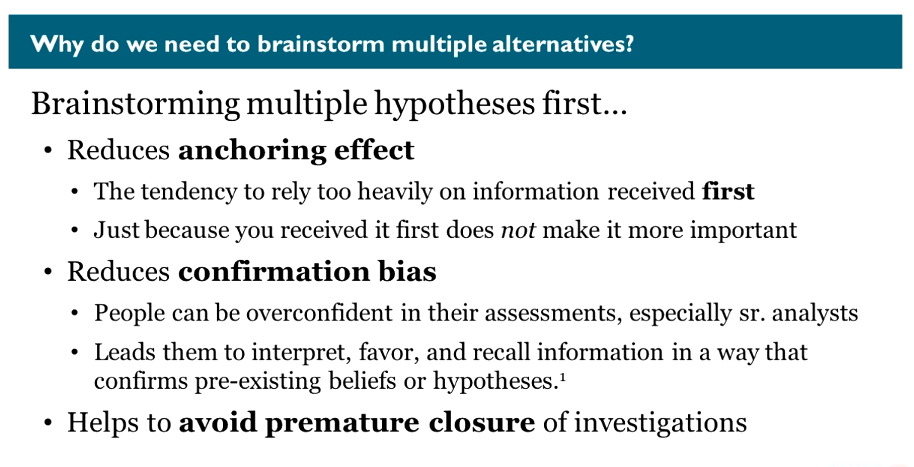 Why do we need to brainstorm multiple alternatives?
Brainstorming multiple hypotheses first...
• Reduces anchoring effect
• The tendency to rely too heavily on information received first
• Just because you received it first does not make it more important
• Reduces confirmation bias
• People can be overconfident in their assessments, especially sr. analysts
• Leads them to interpret, favor, and recall information in a way that
confirms pre-existing beliefs or hypotheses.¹
• Helps to avoid premature closure of investigations